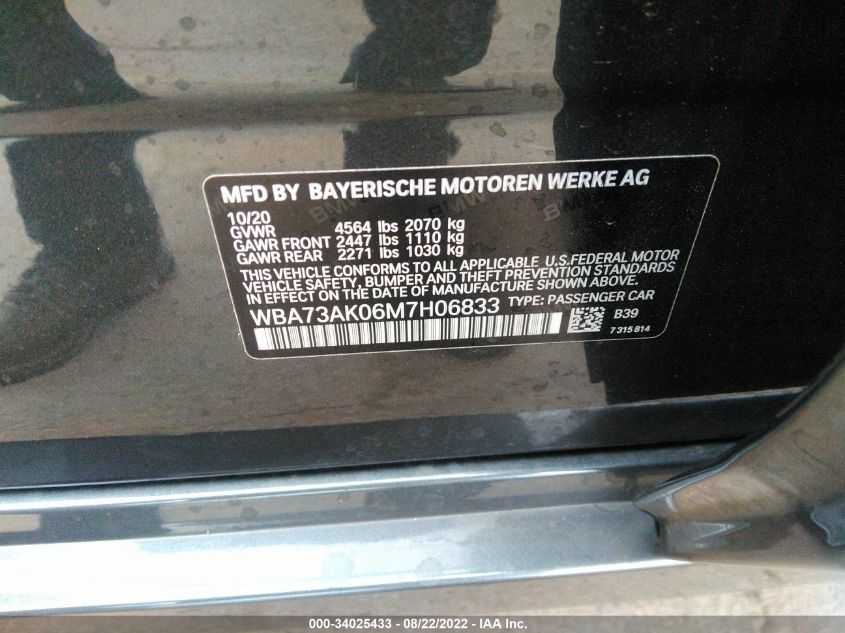 MFD BY BAYERISCHE MOTOREN WERKE AG
10/20
GVWR 4564 lbs 2070 kg
GAWR FRONT 2447 lbs 1110 kg
GAWR REAR 2271 lbs 1030 kg
THIS VEHICLE CONFORMS TO ALL APPLICABLE U.S.FEDERAL MOTOR
VEHICLE SAFETY, BUMPER AND THEFT PREVENTION STANDARDS
IN EFFECT ON THE DATE OF MANUFACTURE SHOWN ABOVE.
WBA73AK06M7H06833 TYPE: PASSENGER CAR
B39
7315814
000-34025433 - 08/22/2022 - IAA Inc.